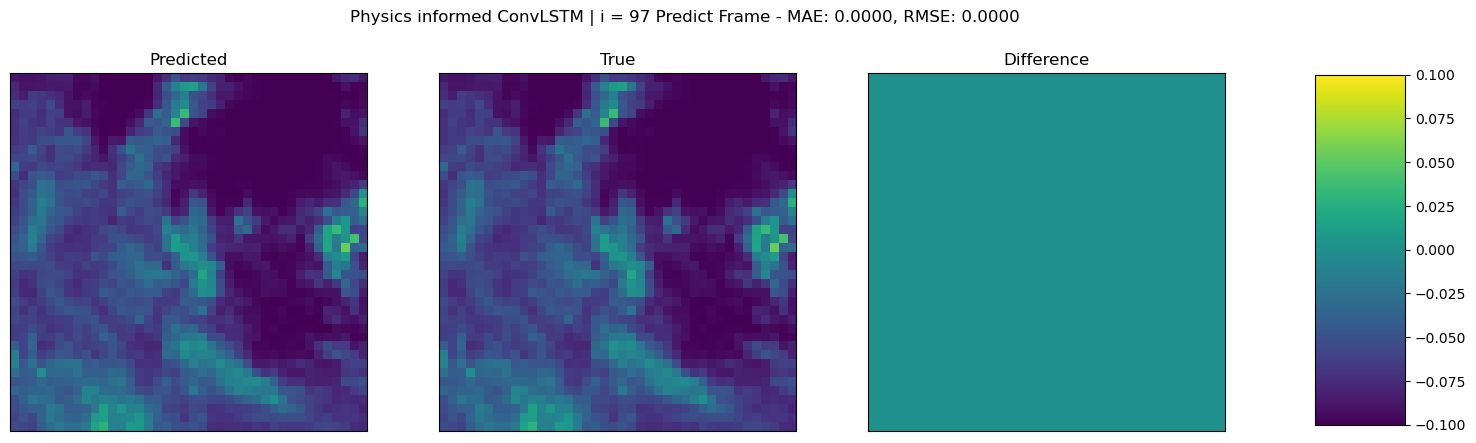 Physics informed ConvLSTM | i = 97 Predict Frame - MAE: 0.0000, RMSE: 0.0000
Predicted
True
Difference
0.100
0.075
0.050
0.025
0.000
−0.025
−0.050
−0.075
−0.100